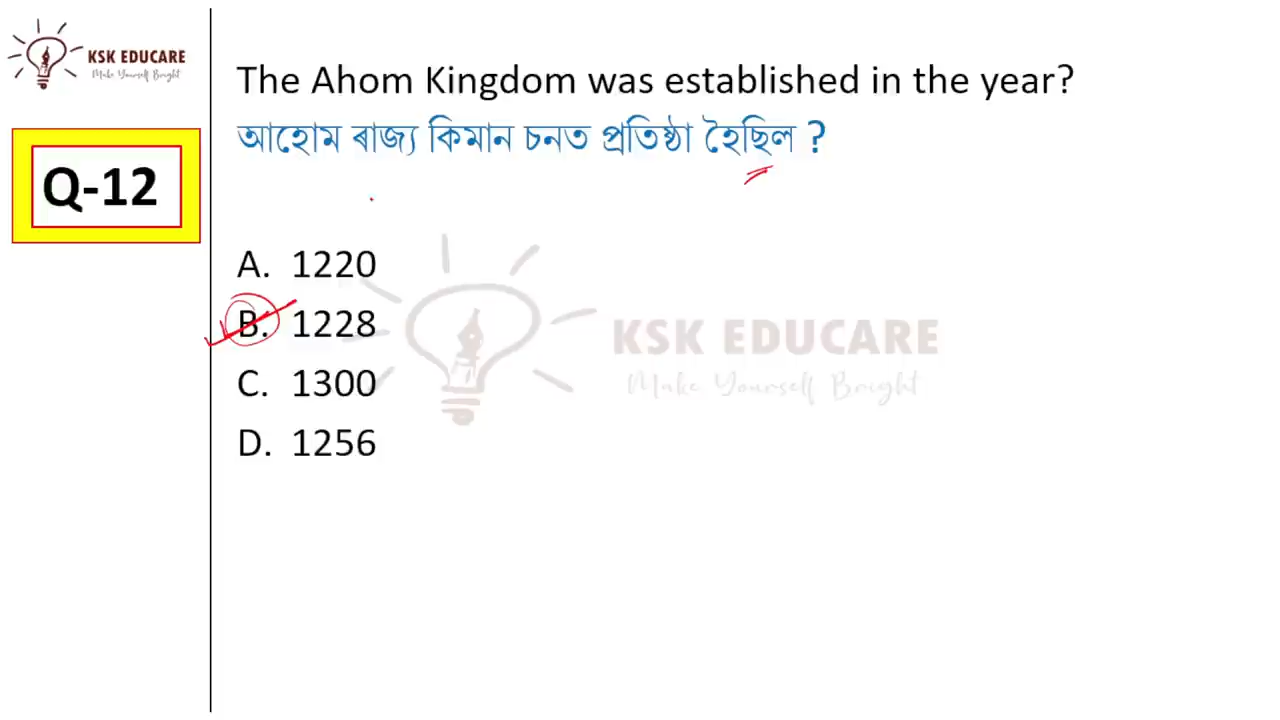 KSK EDUCARE
Make Yourself Bright
The Ahom Kingdom was established in the year?
আহোম ৰাজ্য কিমান চনত প্ৰতিষ্ঠা হৈছিল ?
Q-12
A. 1220
B. 1228
C. 1300
D. 1256
KSK EDUCARE
Make Yourself Bright